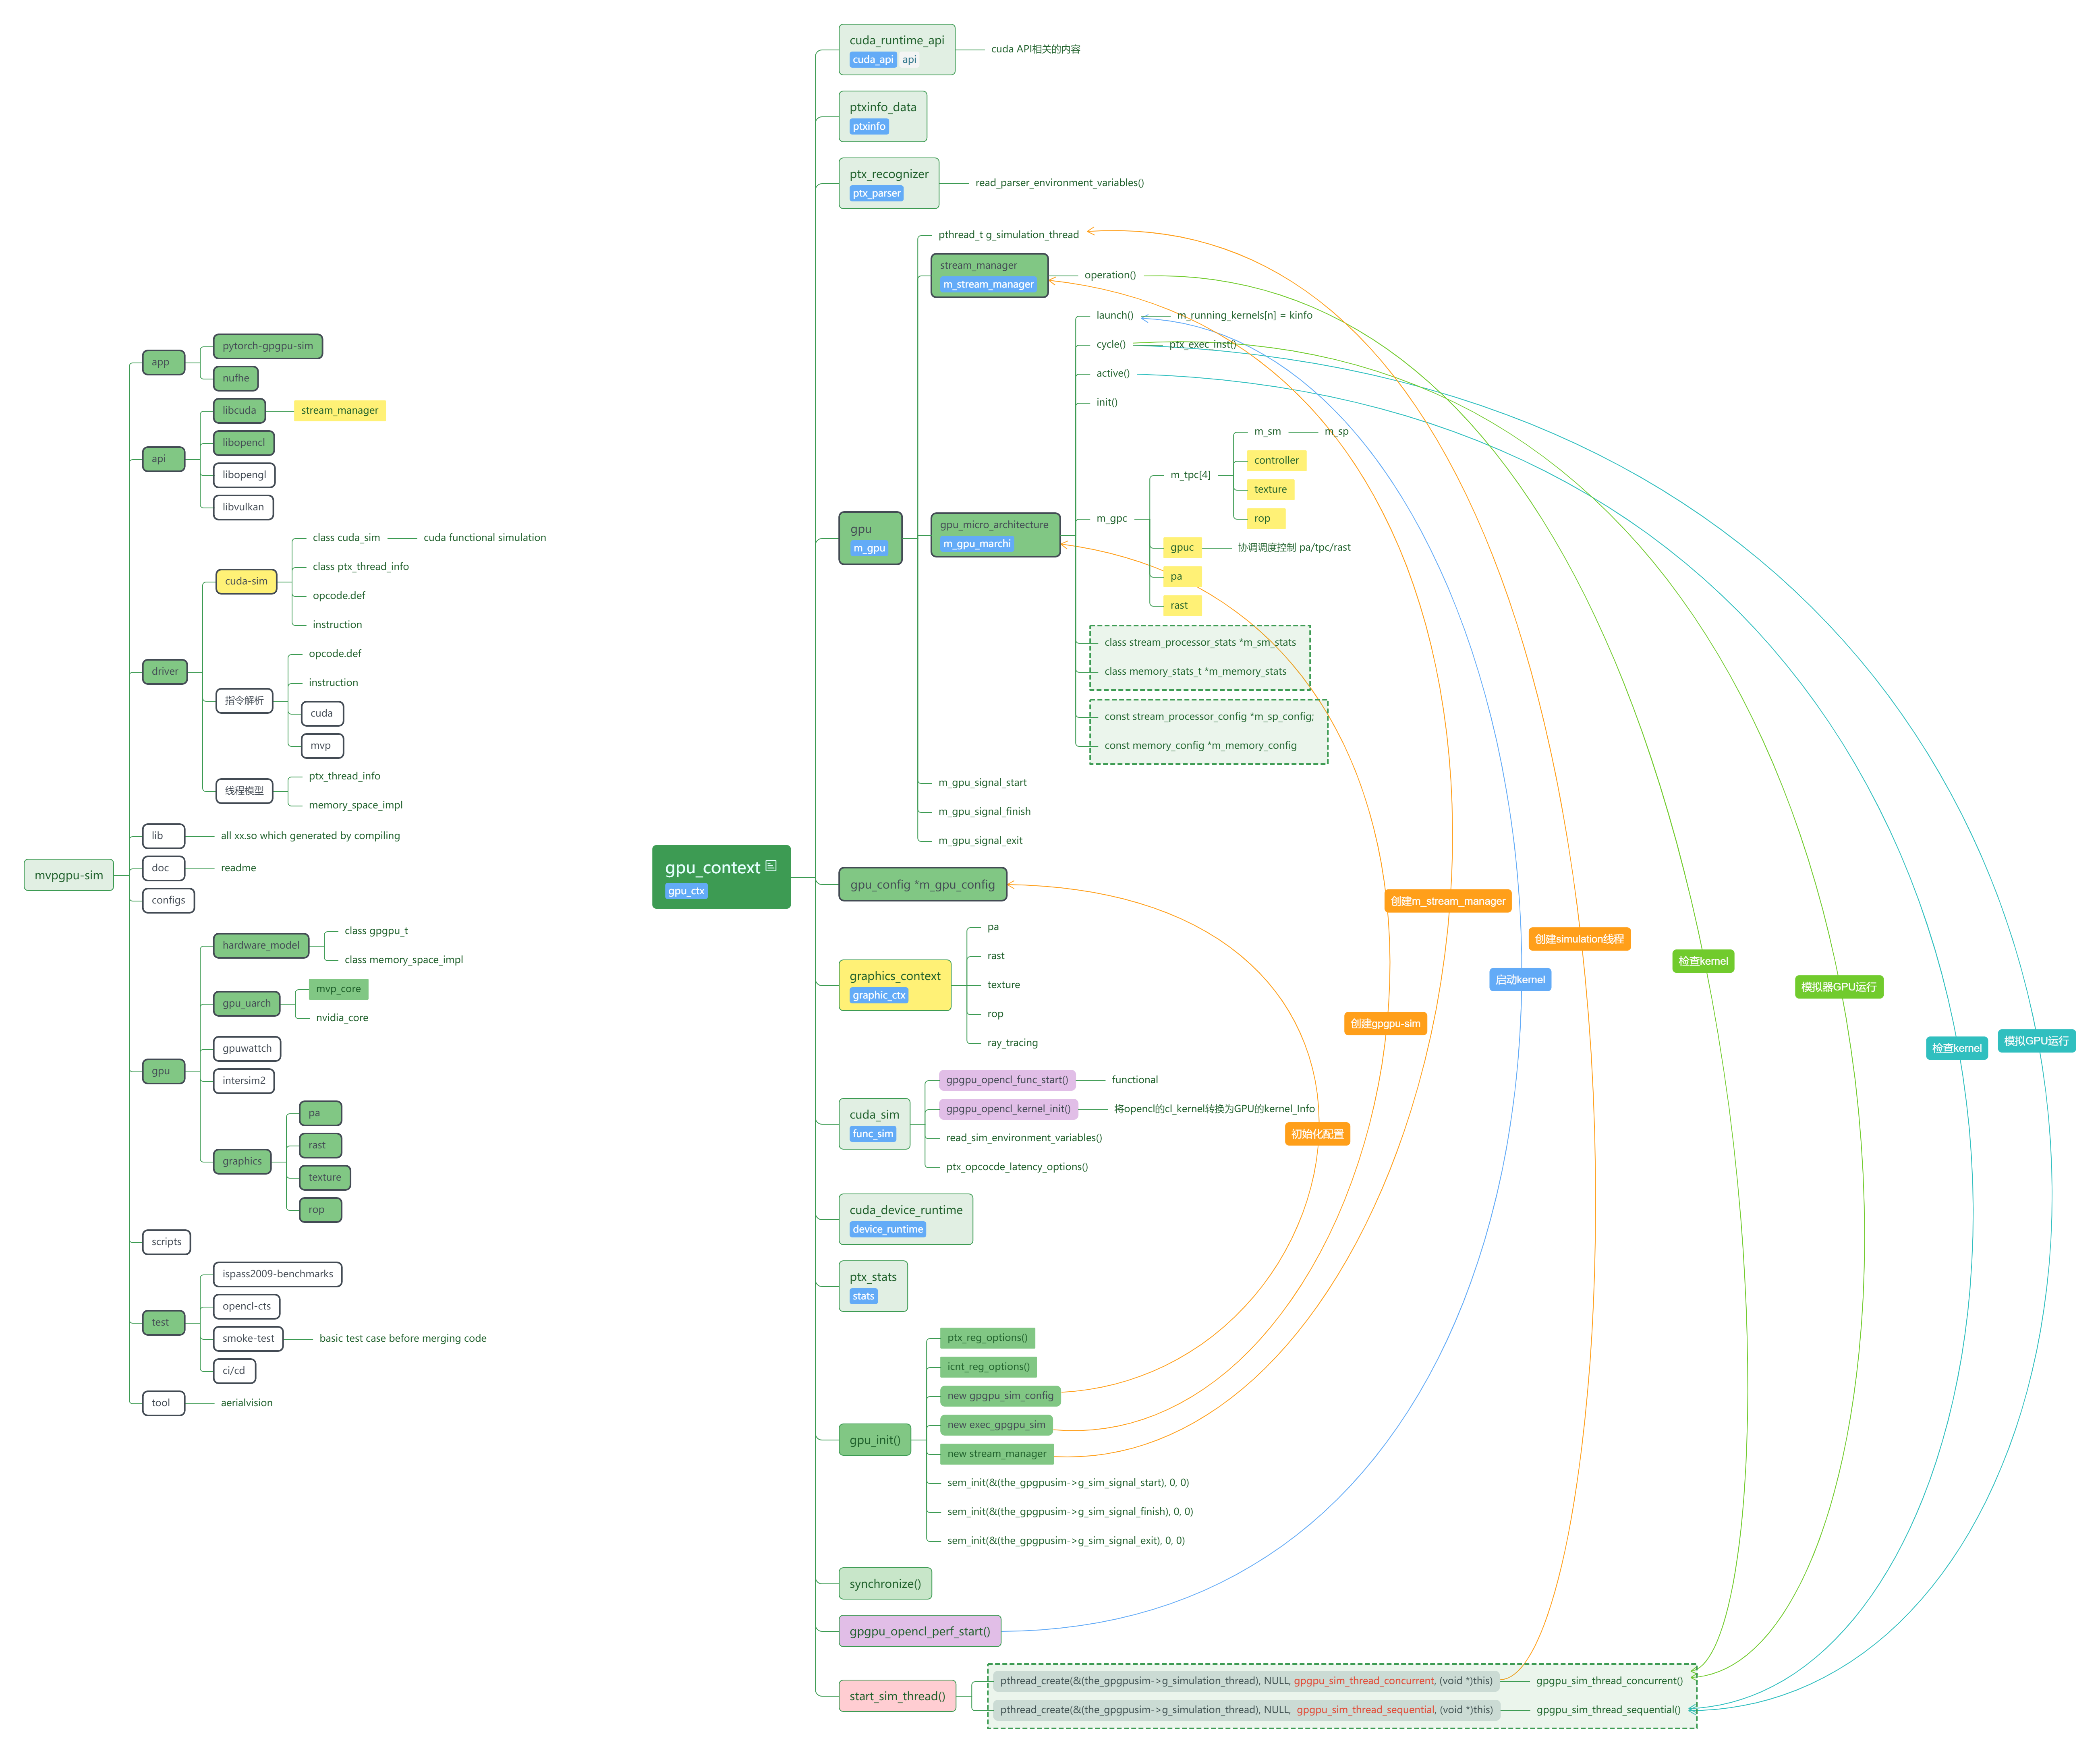 mvpgpu-sim
app
pytorch-gpgpu-sim
nufhe
api
libcuda
stream_manager
libopencl
libopengl
libvulkan
driver
cuda-sim
class cuda_sim
cuda functional simulation
class ptx_thread_info
opcode.def
instruction
指令解析
opcode.def
instruction
cuda
mvp
线程模型
ptx_thread_info
memory_space_impl
lib
all xx.so which generated by compiling
doc
readme
configs
gpu
hardware_model
class gpgpu_t
class memory_space_impl
gpu_uarch
mvp_core
nvidia_core
gpuwattch
intersim2
graphics
pa
rast
texture
rop
scripts
test
ispass2009-benchmarks
opencl-cts
smoke-test
basic test case before merging code
ci/cd
tool
aerialvision
gpu_context
gpu_ctx
cuda_runtime_api
cuda_api api
cuda API相关的内容
ptxinfo_data
ptxinfo
ptx_recognizer
ptx_parser
read_parser_environment_variables()
gpu
m_gpu
pthread_t g_simulation_thread
stream_manager
m_stream_manager
operation()
gpu_micro_architecture
m_gpu_marchi
launch()
m_running_kernels[n] = kinfo
cycle()
ptx_exec_inst()
active()
init()
m_gpc
m_tpc[4]
m_sm
m_sp
controller
texture
rop
gpuc
协调调度控制 pa/tpc/rast
pa
rast
class stream_processor_stats *m_sm_stats
class memory_stats_t *m_memory_stats
const stream_processor_config *m_sp_config;
const memory_config *m_memory_config
m_gpu_signal_start
m_gpu_signal_finish
m_gpu_signal_exit
gpu_config *m_gpu_config
graphics_context
graphic_ctx
pa
rast
texture
rop
ray_tracing
cuda_sim
func_sim
gpgpu_opencl_func_start()
functional
gpgpu_opencl_kernel_init()
将opencl的cl_kernel转换为GPU的kernel_Info
read_sim_environment_variables()
ptx_opcocde_latency_options()
cuda_device_runtime
device_runtime
ptx_stats
stats
gpu_init()
ptx_reg_options()
icnt_reg_options()
new gpgpu_sim_config
new exec_gpgpu_sim
new stream_manager
sem_init(&(the_gpgpusim->g_sim_signal_start), 0, 0)
sem_init(&(the_gpgpusim->g_sim_signal_finish), 0, 0)
sem_init(&(the_gpgpusim->g_sim_signal_exit), 0, 0)
synchronize()
gpgpu_opencl_perf_start()
start_sim_thread()
pthread_create(&(the_gpgpusim->g_simulation_thread), NULL, gpgpu_sim_thread_concurrent, (void *)this)
gpgpu_sim_thread_concurrent()
pthread_create(&(the_gpgpusim->g_simulation_thread), NULL, gpgpu_sim_thread_sequential, (void *)this)
gpgpu_sim_thread_sequential()
创建m_stream_manager
创建simulation线程
检查kernel
启动kernel
模拟器GPU运行
创建gpgpu-sim
检查kernel
模拟GPU运行
初始化配置